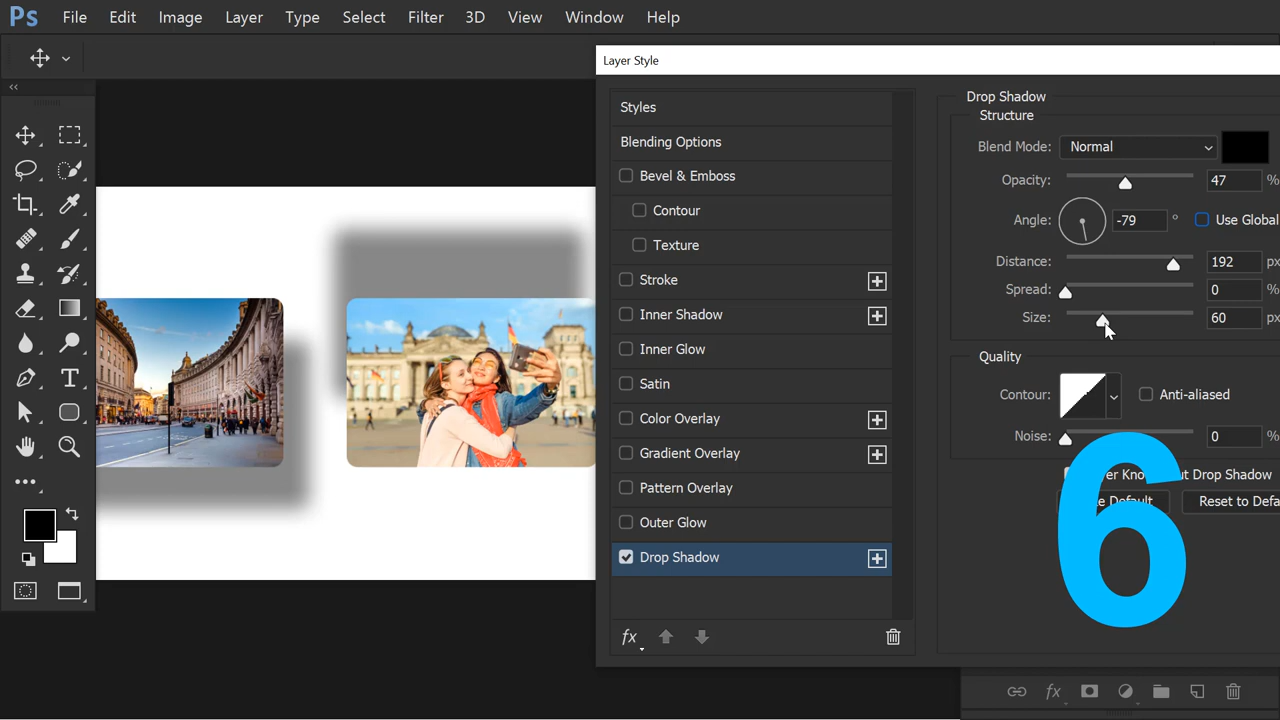 Ps File Edit Image Layer Type Select Filter 3D View Window Help
Layer Style
Styles
Blending Options
Bevel & Emboss
Contour
Texture
Stroke
Inner Shadow
Inner Glow
Satin
Color Overlay
Gradient Overlay
Pattern Overlay
Outer Glow
Drop Shadow
fx
Drop Shadow
Structure
Blend Mode: Normal
Opacity: 47 %
Angle: -79 ° Use Global
Distance: 192 px
Spread: 0 %
Size: 60 px
Quality
Contour: Anti-aliased
Noise: 0 %
Drop Shadow
Default Reset to Defa
6
T
fx